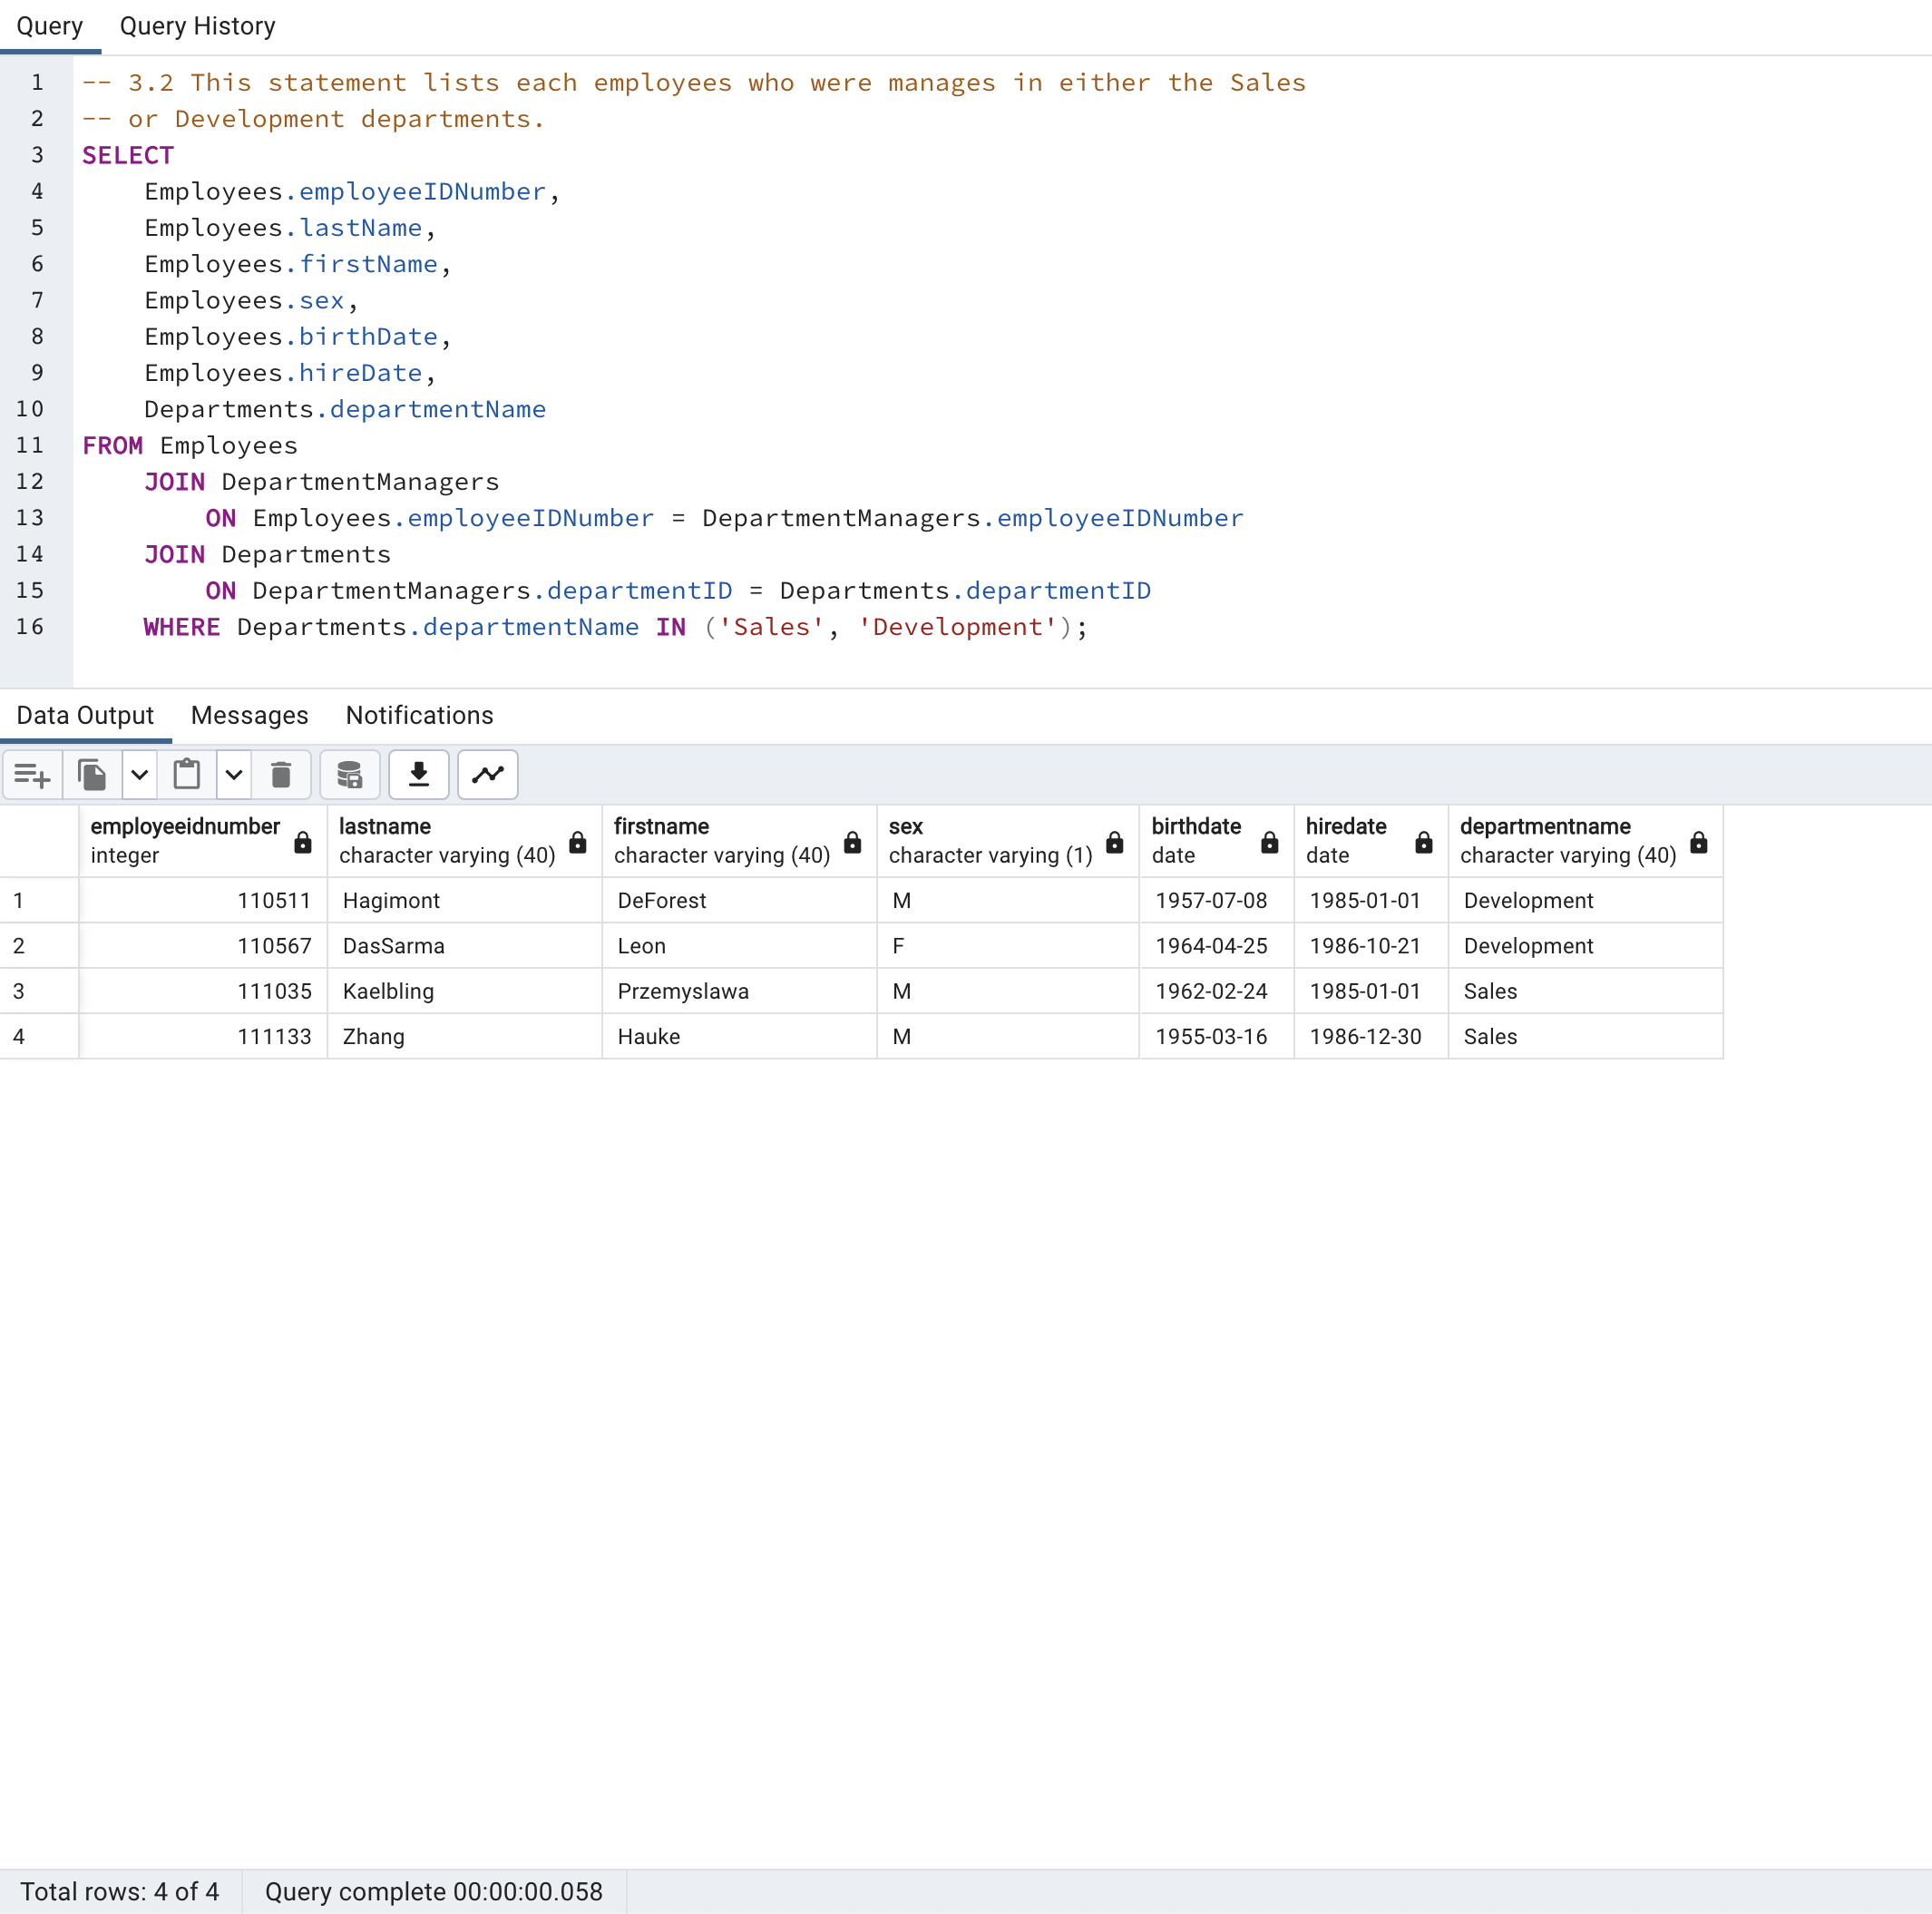 Query Query History
1 -- 3.2 This statement lists each employees who were manages in either the Sales
2 -- or Development departments.
3 SELECT
4 Employees.employeeIDNumber,
5 Employees.lastName,
6 Employees.firstName,
7 Employees.sex,
8 Employees.birthDate,
9 Employees.hireDate,
10 Departments.departmentName
11 FROM Employees
12 JOIN DepartmentManagers
13 ON Employees.employeeIDNumber = DepartmentManagers.employeeIDNumber
14 JOIN Departments
15 ON DepartmentManagers.departmentID = Departments.departmentID
16 WHERE Departments.departmentName IN ('Sales', 'Development');
Data Output Messages Notifications
employeeidnumber lastname firstname sex birthdate hiredate departmentname
integer character varying (40) character varying (40) character varying (1) date date character varying (40)
1 110511 Hagimont DeForest M 1957-07-08 1985-01-01 Development
2 110567 DasSarma Leon F 1964-04-25 1986-10-21 Development
3 111035 Kaelbling Przemyslawa M 1962-02-24 1985-01-01 Sales
4 111133 Zhang Hauke M 1955-03-16 1986-12-30 Sales
Total rows: 4 of 4 Query complete 00:00:00.058